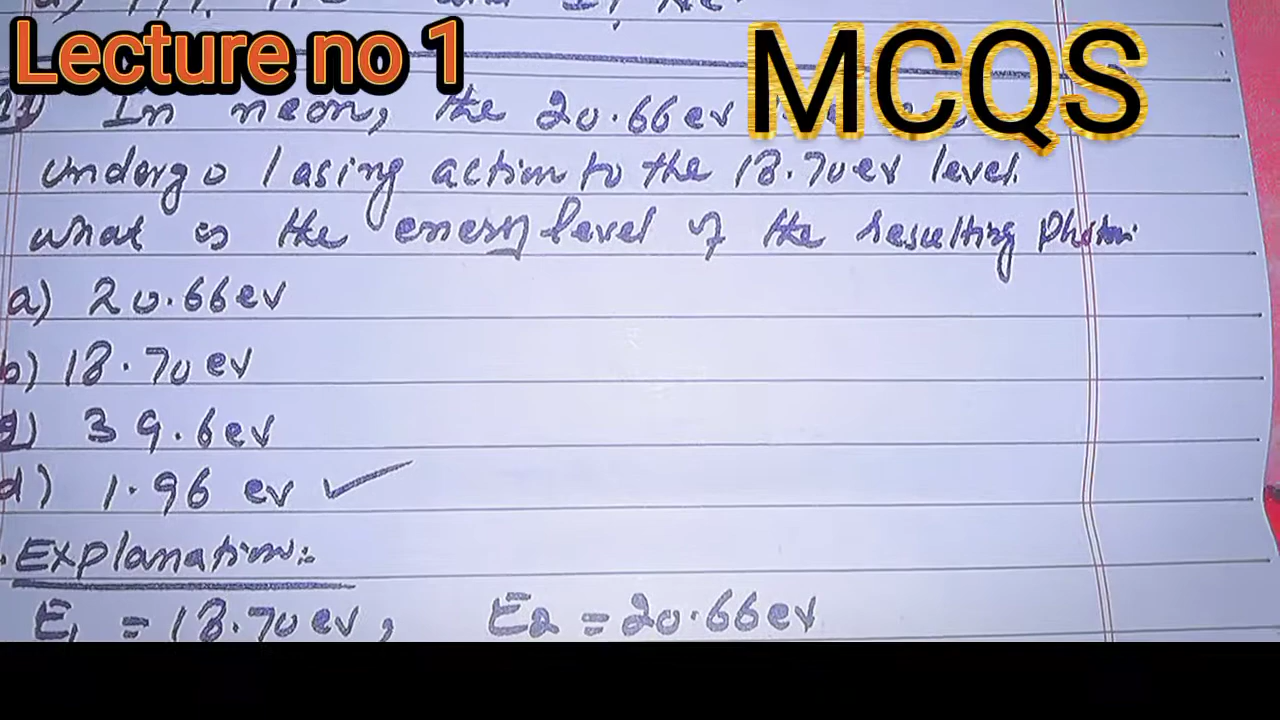 Lecture no 1
MCQS
In neon, the 20.66ev
undergo lasing action to the 18.70ev level.
what is the energy level of the resulting Photon
a) 20.66ev
b) 18.70ev
39.6ev
d) 1.96 ev ✓
Explanation:-
E1 = 18.70ev, E2 = 20.66ev